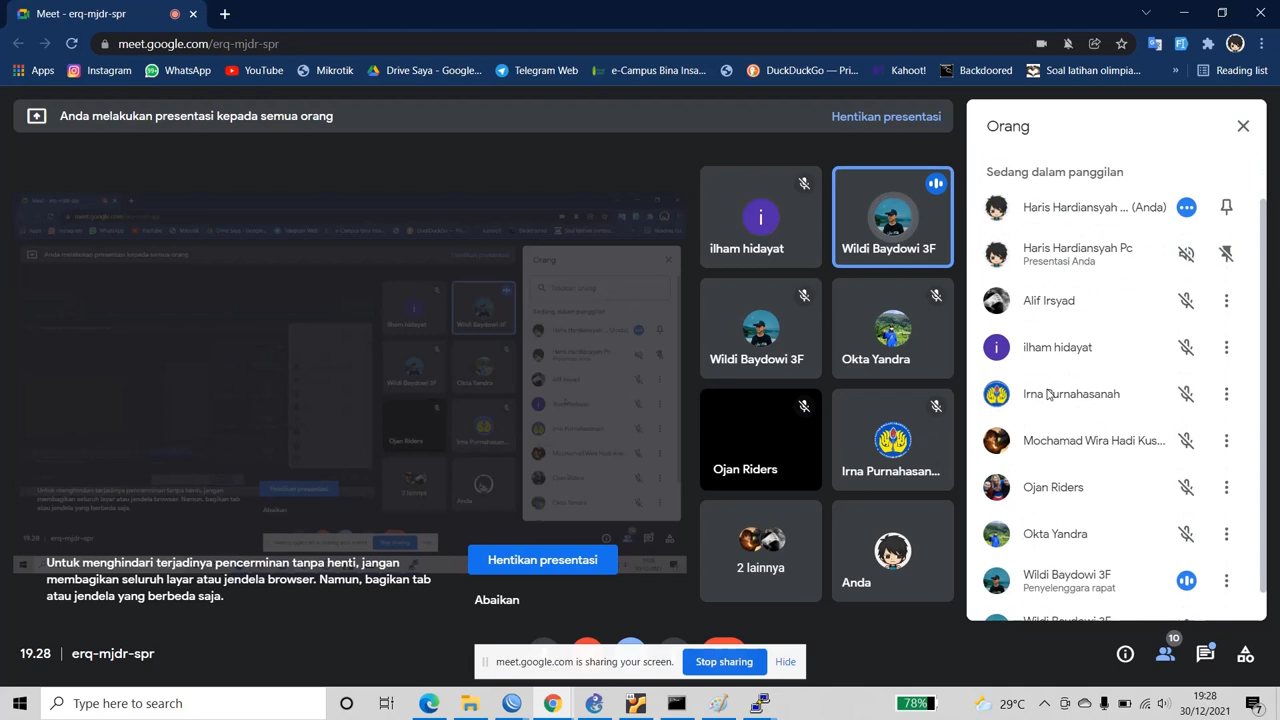 Meet - erq-mjdr-spr
meet.google.com/erq-mjdr-spr
Apps Instagram WhatsApp YouTube Mikrotik Drive Saya - Google... Telegram Web e-Campus Bina Insa... DuckDuckGo — Pri... Kahoot! Backdoored Soal latihan olimpia... » Reading list
Anda melakukan presentasi kepada semua orang Hentikan presentasi
Orang
Sedang dalam panggilan
Haris Hardiansyah ... (Anda)
Haris Hardiansyah Pc
Presentasi Anda
Alif Irsyad
ilham hidayat
Irna Purnahasanah
Mochamad Wira Hadi Kus...
Ojan Riders
Okta Yandra
Wildi Baydowi 3F
Penyelenggara rapat
Wildi Baydowi 3F
i
ilham hidayat
Wildi Baydowi 3F
Wildi Baydowi 3F
Okta Yandra
Ojan Riders
Irna Purnahasan...
2 lainnya
Anda
Untuk menghindari terjadinya pencerminan tanpa henti, jangan
membagikan seluruh layar atau jendela browser. Namun, bagikan tab
atau jendela yang berbeda saja.
Hentikan presentasi
Abaikan
19.28 erq-mjdr-spr
10
meet.google.com is sharing your screen. Stop sharing Hide
Type here to search
78%
29°C
19:28
30/12/2021
7